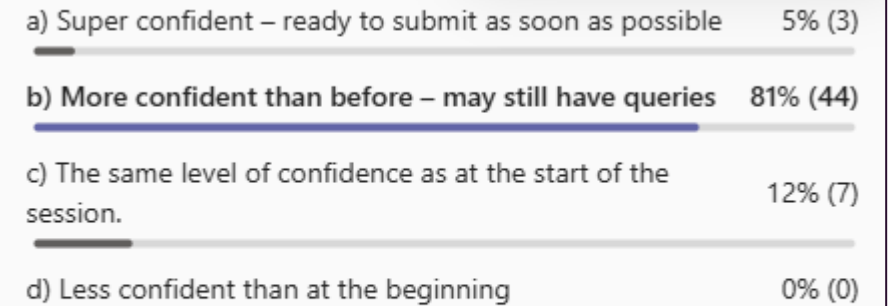 a) Super confident – ready to submit as soon as possible 5% (3)
b) More confident than before – may still have queries 81% (44)
c) The same level of confidence as at the start of the
session.
12% (7)
d) Less confident than at the beginning 0% (0)